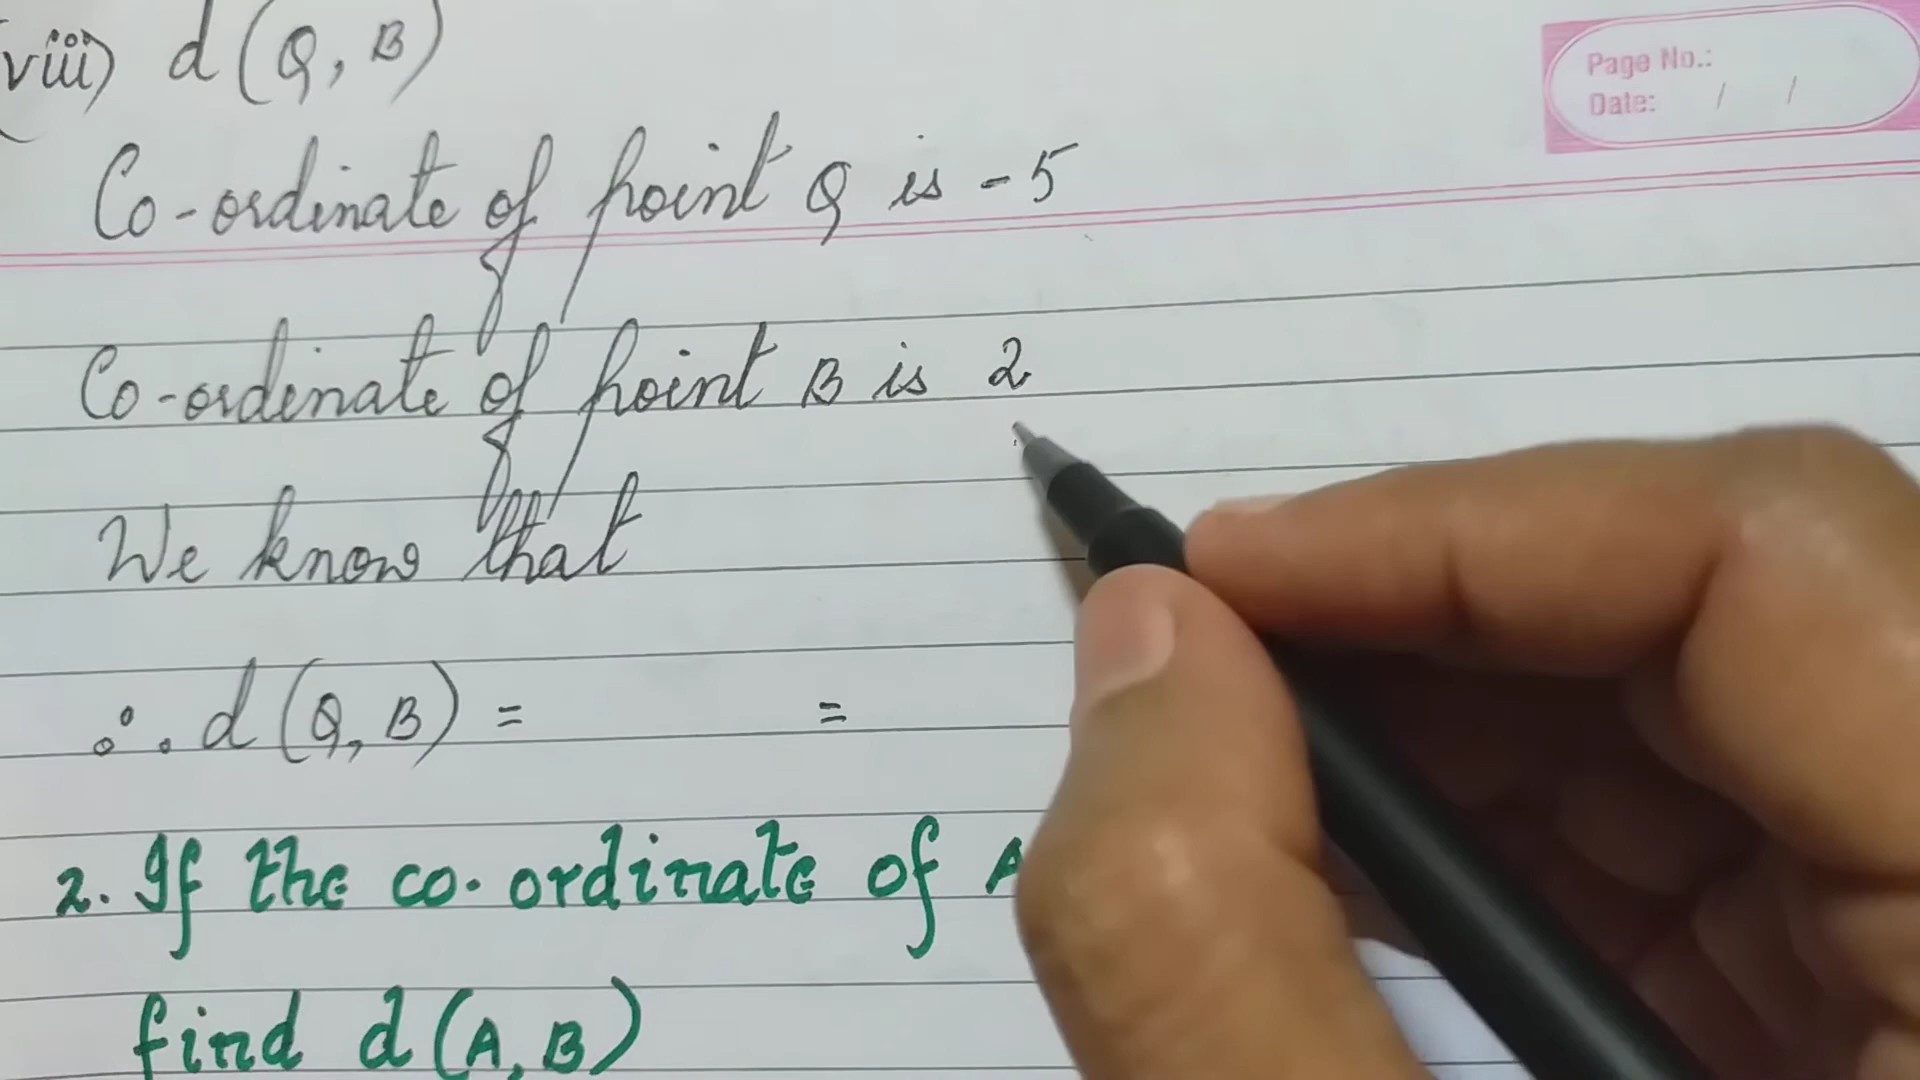 viii) d (Q, B)
Page No.:
Date: / /
Co-ordinate of point Q is -5
Co-ordinate of point B is 2
We know that
∴ d (Q, B) = =
2. If the co-ordinate of A
find d (A, B)